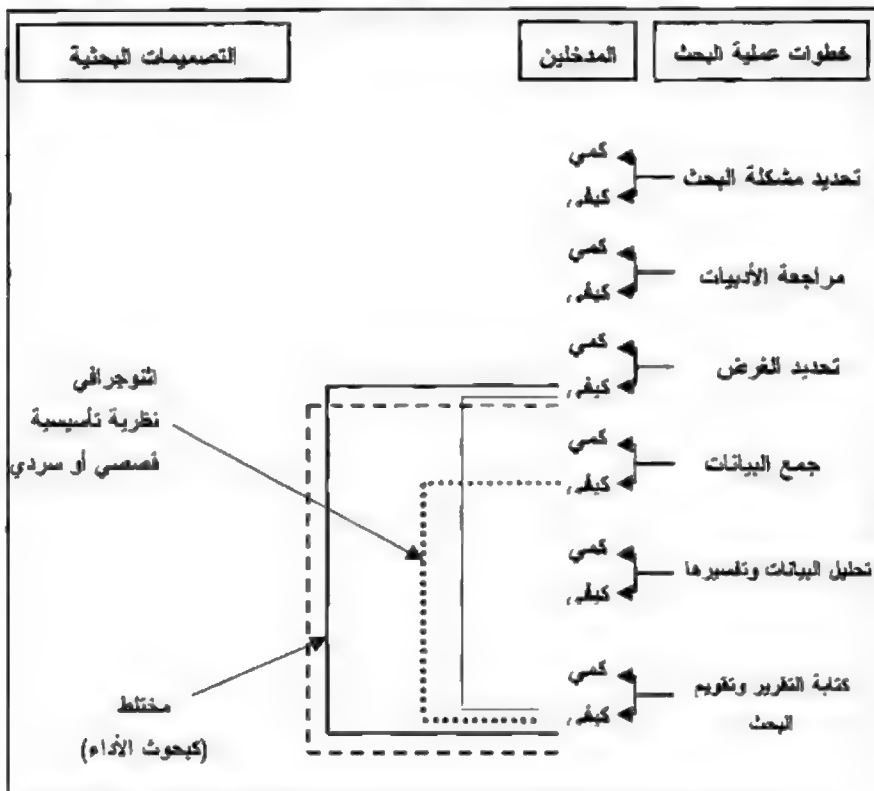 خطوات عملية البحث
المدخلين
التصميمات البحثية
تحديد مشكلة البحث
كمي
كيفي
مراجعة الأدبيات
كمي
كيفي
تحديد الغرض
كمي
كيفي
جمع البيانات
كمي
كيفي
تحليل البيانات وتفسيرها
كمي
كيفي
كتابة التقرير وتقويم
البحث
كمي
كيفي
اثنوجرافي
نظرية تأسيسية
قصصي أو سردي
مختلط
(كبحوث الأداء)